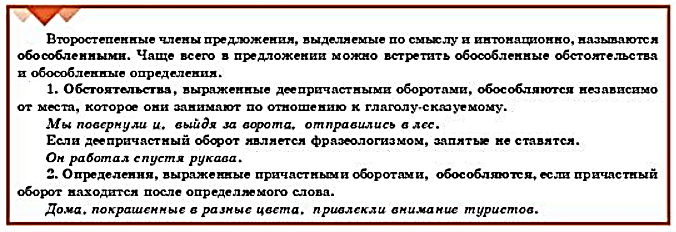 Второстепенные члены предложения, выделяемые по смыслу и интонационно, называются
обособленными. Чаще всего в предложении можно встретить обособленные обстоятельства
и обособленные определения.
1. Обстоятельства, выраженные деепричастными оборотами, обособляются независимо
от места, которое они занимают по отношению к глаголу-сказуемому.
Мы повернули и, выйдя за ворота, отправились в лес.
Если деепричастный оборот является фразеологизмом, запятые не ставятся.
Он работал спустя рукава.
2. Определения, выраженные причастными оборотами, обособляются, если причастный
оборот находится после определяемого слова.
Дома, покрашенные в разные цвета, привлекли внимание туристов.